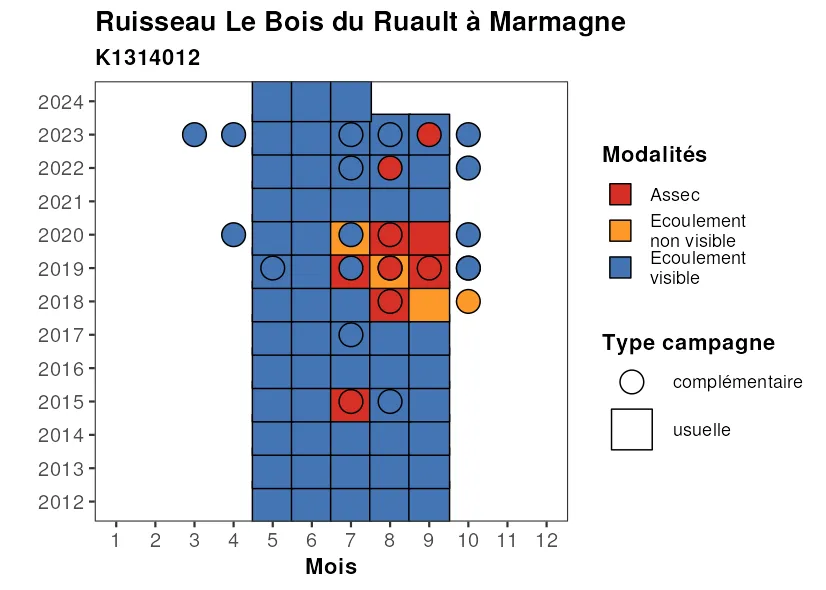 Ruisseau Le Bois du Ruault à Marmagne
K1314012
2024
2023
2022
2021
2020
2019
2018
2017
2016
2015
2014
2013
2012
1 2 3 4 5 6 7 8 9 10 11 12
Mois
Modalités
Assec
Ecoulement
non visible
Ecoulement
visible
Type campagne
complémentaire
usuelle